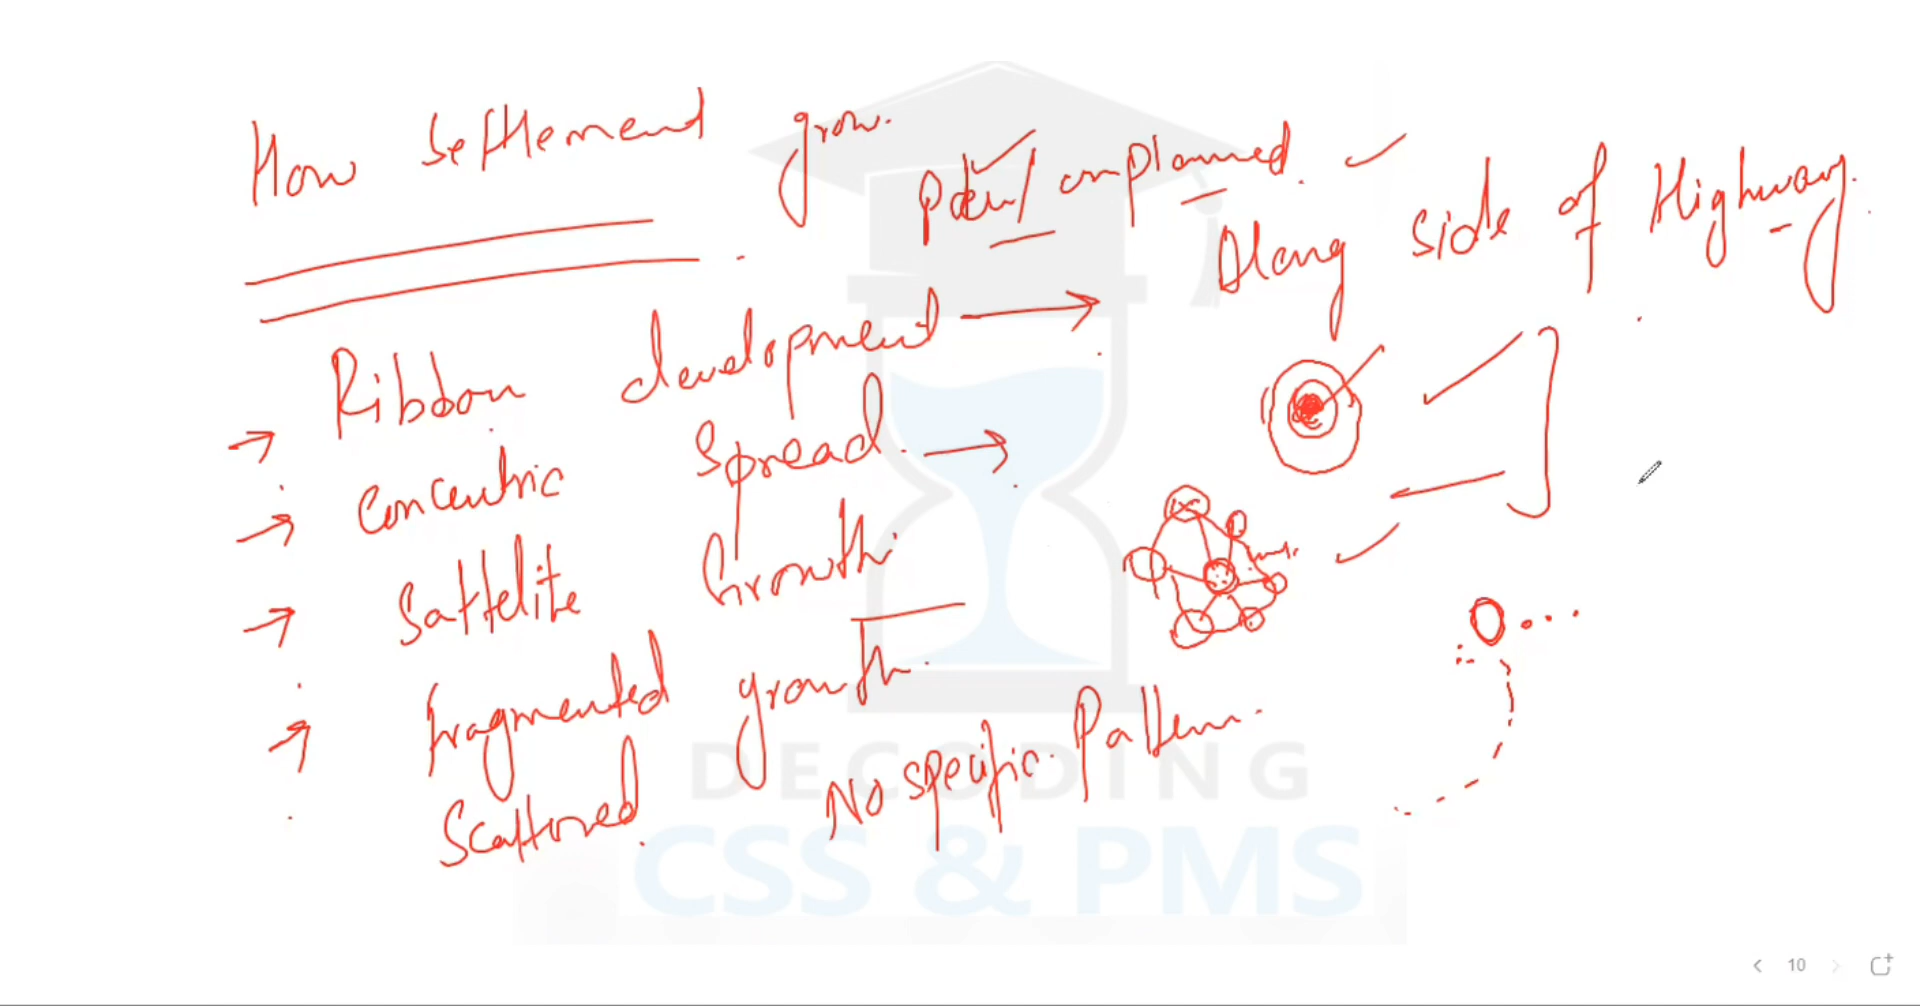 How Settlement grow.
Plan/unplanned.
Ribbon development → Along side of Highway.
→ Concentric Spread. →
→ Sattelite Growth.
→ fragmented growth.
Scattored. No specific Pattern.
DECODING
CSS & PMS
10